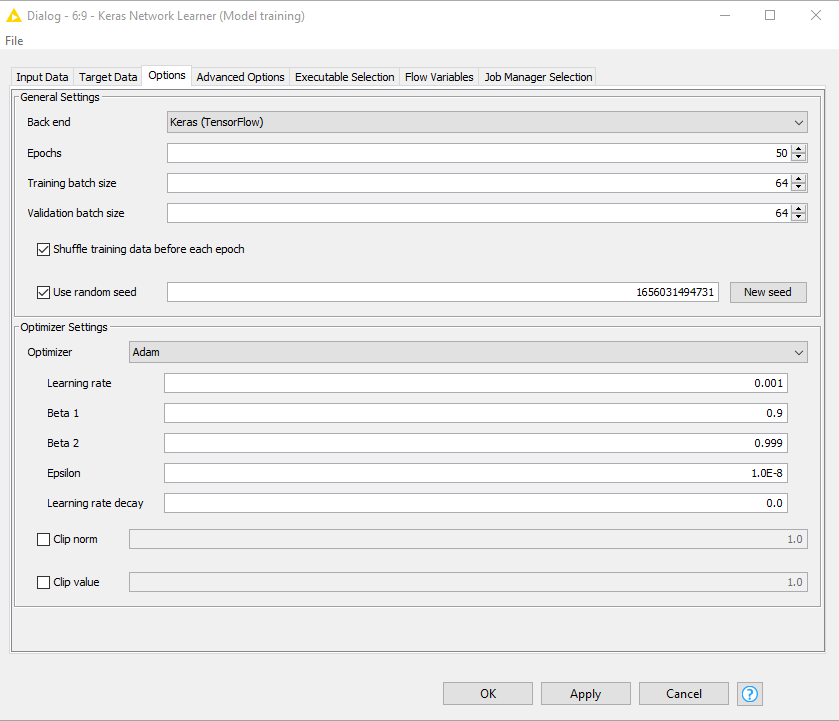 Dialog - 6:9 - Keras Network Learner (Model training)
File
Input Data Target Data Options Advanced Options Executable Selection Flow Variables Job Manager Selection
General Settings
Back end Keras (TensorFlow)
Epochs 50
Training batch size 64
Validation batch size 64
Shuffle training data before each epoch
Use random seed 1656031494731 New seed
Optimizer Settings
Optimizer Adam
Learning rate 0.001
Beta 1 0.9
Beta 2 0.999
Epsilon 1.0E-8
Learning rate decay 0.0
Clip norm 1.0
Clip value 1.0
OK Apply Cancel ?